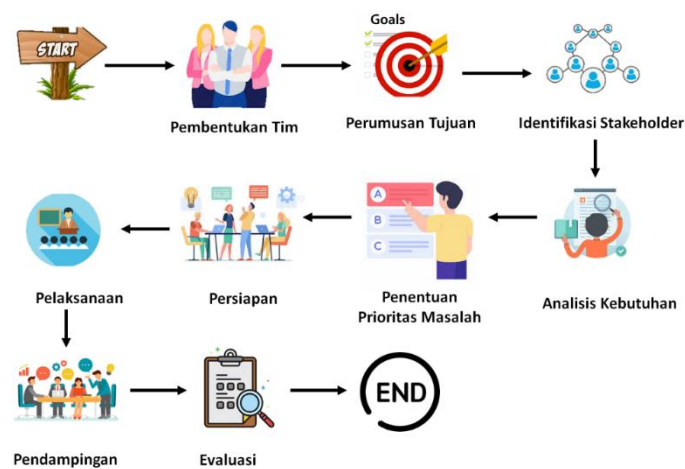 START
Goals
Pembentukan Tim
Perumusan Tujuan
Identifikasi Stakeholder
A
B
C
Pelaksanaan
Persiapan
Penentuan
Prioritas Masalah
Analisis Kebutuhan
END
Pendampingan
Evaluasi